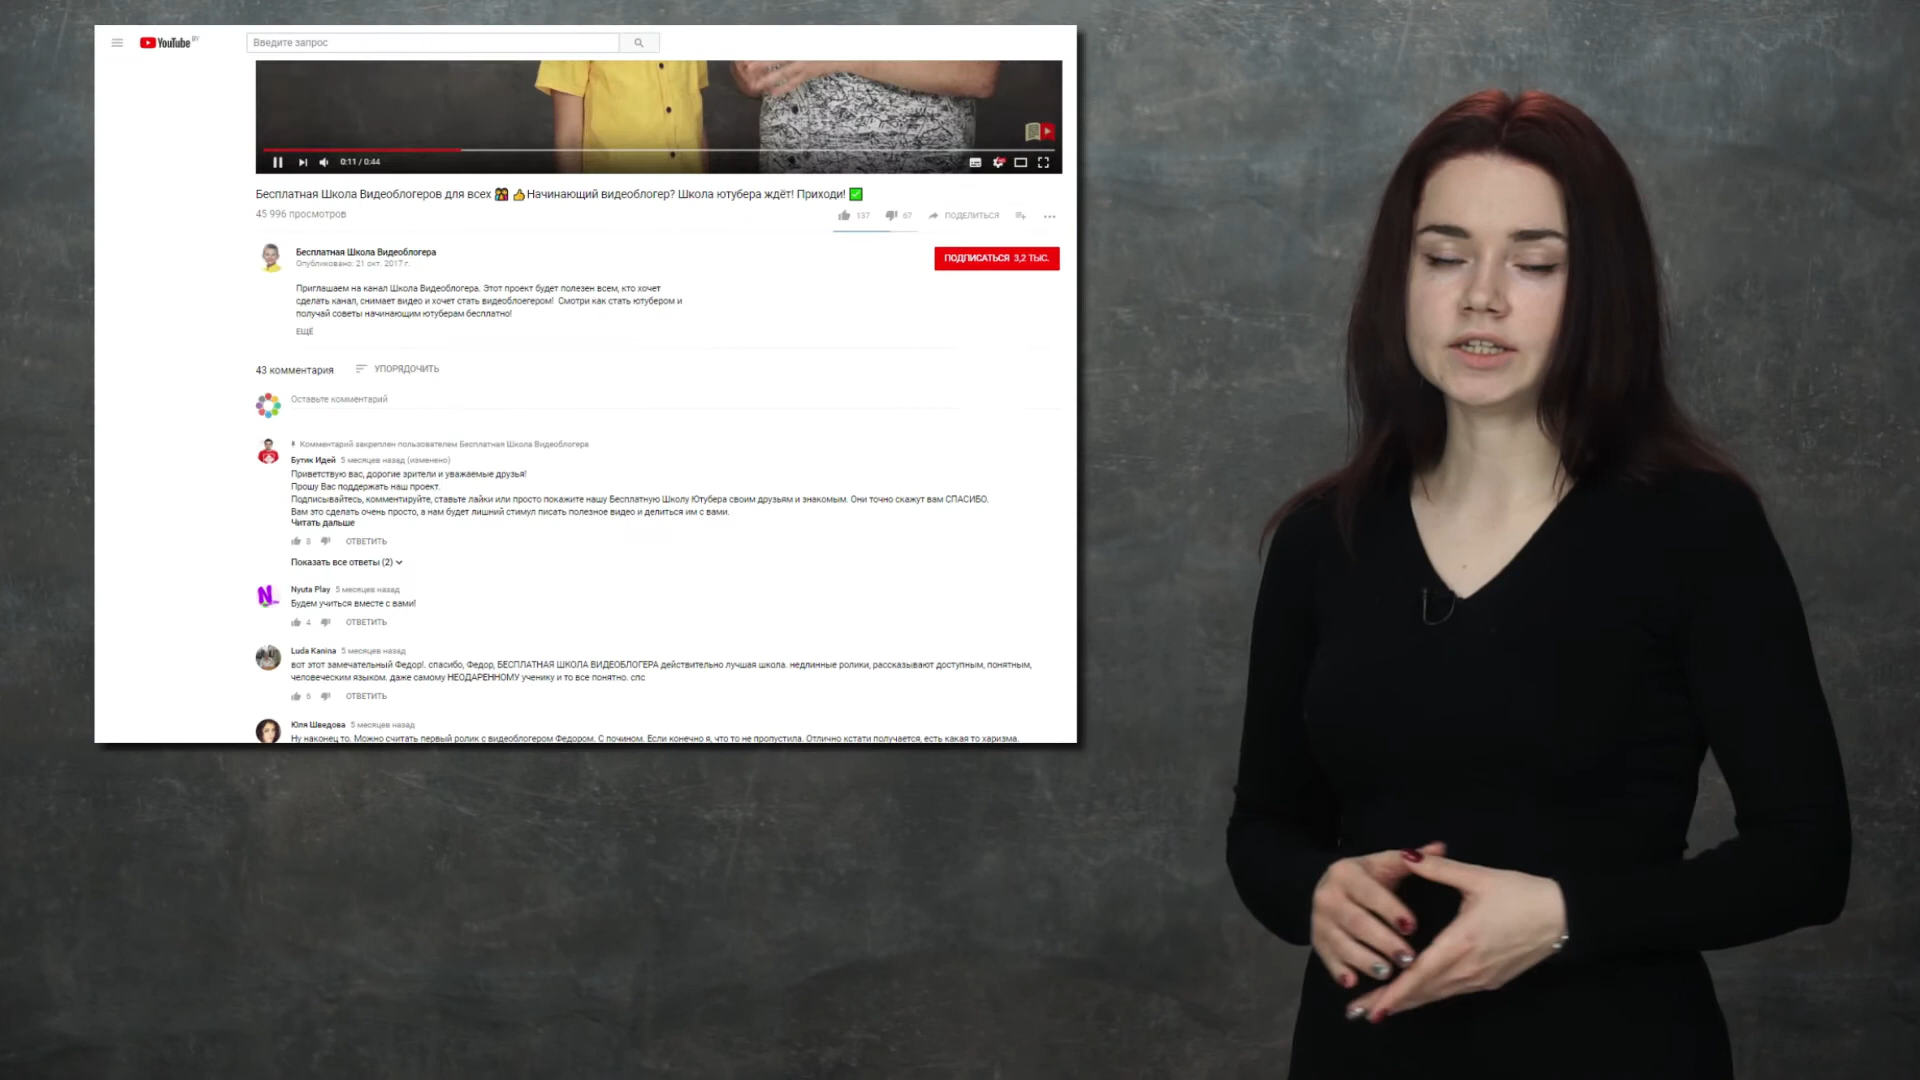 YouTube BY
Введите запрос
0:11 / 0:44
Бесплатная Школа Видеоблогеров для всех 👫 👍Начинающий видеоблогер? Школа ютубера ждёт! Приходи! ✅
45 996 просмотров
137 67 ПОДЕЛИТЬСЯ
Бесплатная Школа Видеоблогера
Опубликовано: 21 окт. 2017 г.
ПОДПИСАТЬСЯ 3,2 ТЫС.
Приглашаем на канал Школа Видеоблогера. Этот проект будет полезен всем, кто хочет
сделать канал, снимает видео и хочет стать видеоблоегером! Смотри как стать ютубером и
получай советы начинающим ютуберам бесплатно!
ЕЩЁ
43 комментария УПОРЯДОЧИТЬ
Оставьте комментарий
Комментарий закреплен пользователем Бесплатная Школа Видеоблогера
Бутик Идей 5 месяцев назад (изменено)
Приветствую вас, дорогие зрители и уважаемые друзья!
Прошу Вас поддержать наш проект.
Подписывайтесь, комментируйте, ставьте лайки или просто покажите нашу Бесплатную Школу Ютубера своим друзьям и знакомым. Они точно скажут вам СПАСИБО.
Вам это сделать очень просто, а нам будет лишний стимул писать полезное видео и делиться им с вами.
Читать дальше
8 ОТВЕТИТЬ
Показать все ответы (2)
Nyuta Play 5 месяцев назад
Будем учиться вместе с вами!
4 ОТВЕТИТЬ
Luda Kanina 5 месяцев назад
вот этот замечательный Федор!. спасибо, Федор, БЕСПЛАТНАЯ ШКОЛА ВИДЕОБЛОГЕРА действительно лучшая школа. недлинные ролики, рассказывают доступным, понятным,
человеческим языком. даже самому НЕОДАРЕННОМУ ученику и то все понятно. спс
6 ОТВЕТИТЬ
Юля Шведова 5 месяцев назад
Ну наконец то. Можно считать первый ролик с видеоблогером Федором. С почином. Если конечно я, что то не пропустила. Отлично кстати получается, есть какая то харизма.